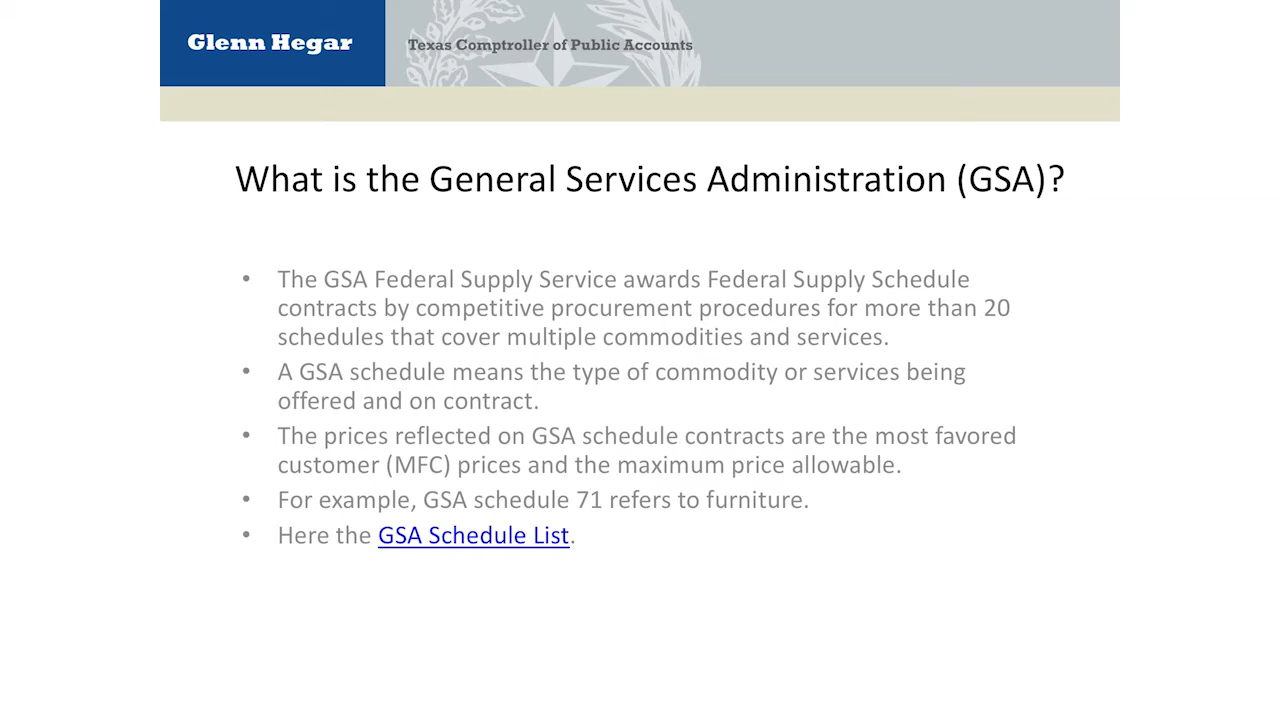 Glenn Hegar
Texas Comptroller of Public Accounts
What is the General Services Administration (GSA)?
• The GSA Federal Supply Service awards Federal Supply Schedule
contracts by competitive procurement procedures for more than 20
schedules that cover multiple commodities and services.
• A GSA schedule means the type of commodity or services being
offered and on contract.
• The prices reflected on GSA schedule contracts are the most favored
customer (MFC) prices and the maximum price allowable.
• For example, GSA schedule 71 refers to furniture.
• Here the GSA Schedule List.